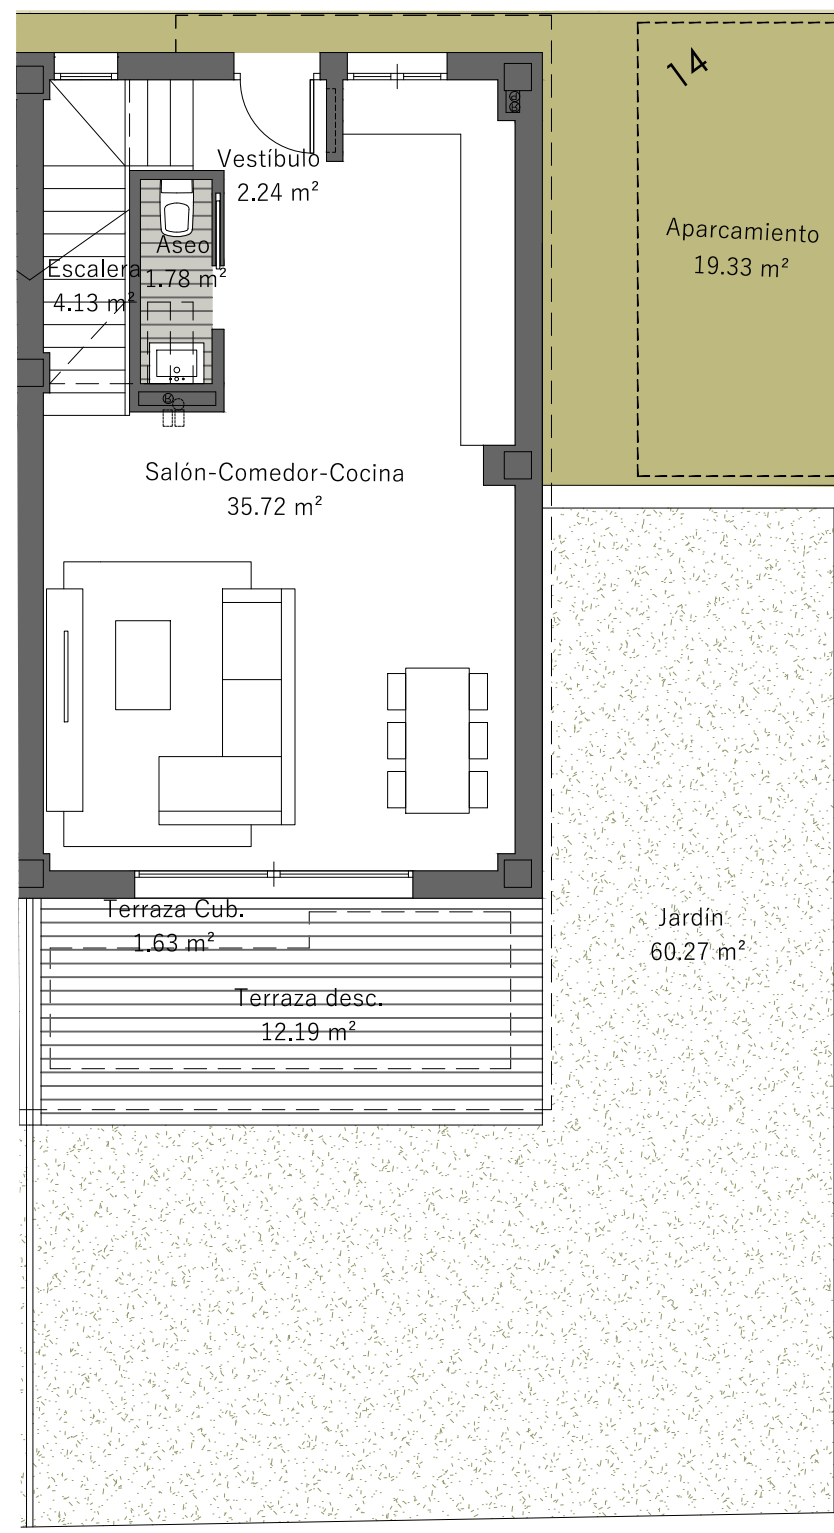 14
Vestíbulo
2.24 m²
Aparcamiento
19.33 m²
Aseo
1.78 m²
Escalera
4.13 m²
Salón-Comedor-Cocina
35.72 m²
Terraza Cub.
1.63 m²
Jardín
60.27 m²
Terraza desc.
12.19 m²